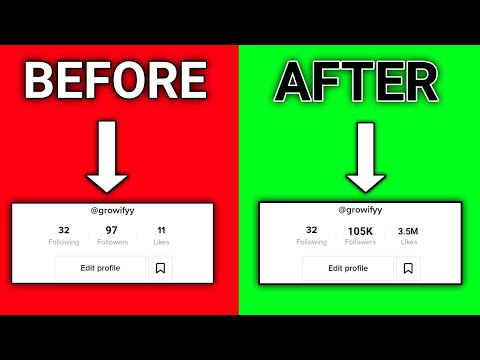 BEFORE
@growifyy
32 97 11
Following Followers Likes
Edit profile
AFTER
@growifyy
32 105K 3.5M
Following Followers Likes
Edit profile